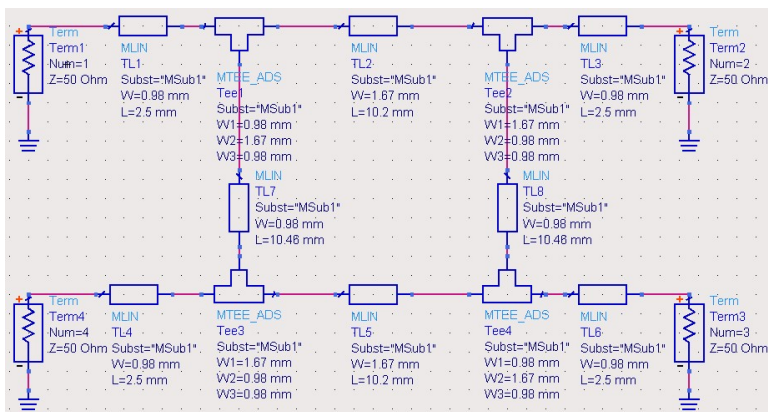 +
Term
Term1
Num=1
Z=50 Ohm
-
MLIN
TL1
Subst="MSub1"
W=0.98 mm
L=2.5 mm
MTEE_ADS
Tee1
Subst="MSub1"
W1=0.98 mm
W2=1.67 mm
W3=0.98 mm
MLIN
TL2
Subst="MSub1"
W=1.67 mm
L=10.2 mm
MTEE_ADS
Tee2
Subst="MSub1"
W1=1.67 mm
W2=0.98 mm
W3=0.98 mm
MLIN
TL3
Subst="MSub1"
W=0.98 mm
L=2.5 mm
+
Term
Term2
Num=2
Z=50 Ohm
-
MLIN
TL7
Subst="MSub1"
W=0.98 mm
L=10.46 mm
MLIN
TL8
Subst="MSub1"
W=0.98 mm
L=10.46 mm
+
Term
Term4
Num=4
Z=50 Ohm
-
MLIN
TL4
Subst="MSub1"
W=0.98 mm
L=2.5 mm
MTEE_ADS
Tee3
Subst="MSub1"
W1=1.67 mm
W2=0.98 mm
W3=0.98 mm
MLIN
TL5
Subst="MSub1"
W=1.67 mm
L=10.2 mm
MTEE_ADS
Tee4
Subst="MSub1"
W1=0.98 mm
W2=1.67 mm
W3=0.98 mm
MLIN
TL6
Subst="MSub1"
W=0.98 mm
L=2.5 mm
+
Term
Term3
Num=3
Z=50 Ohm
-